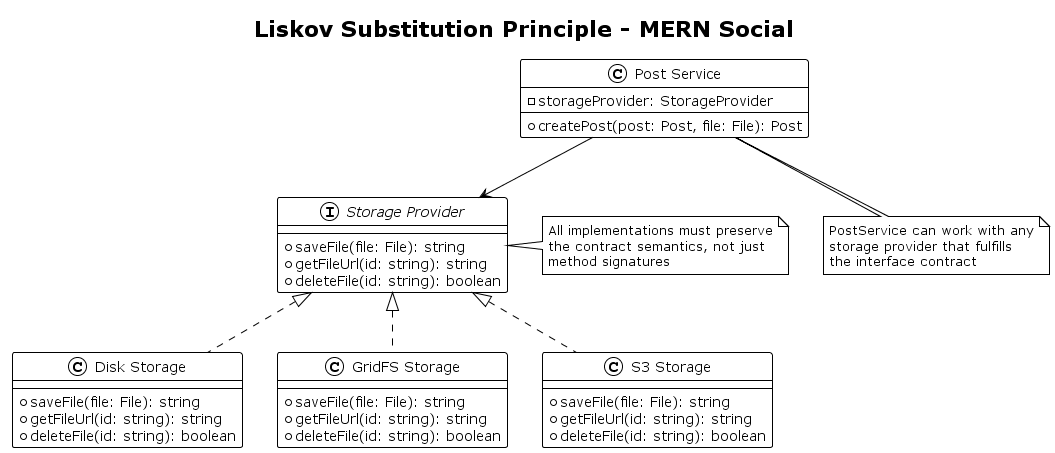 Liskov Substitution Principle - MERN Social
C Post Service
storageProvider: StorageProvider
createPost(post: Post, file: File): Post
I Storage Provider
saveFile(file: File): string
getFileUrl(id: string): string
deleteFile(id: string): boolean
All implementations must preserve
the contract semantics, not just
method signatures
PostService can work with any
storage provider that fulfills
the interface contract
C Disk Storage
saveFile(file: File): string
getFileUrl(id: string): string
deleteFile(id: string): boolean
C GridFS Storage
saveFile(file: File): string
getFileUrl(id: string): string
deleteFile(id: string): boolean
C S3 Storage
saveFile(file: File): string
getFileUrl(id: string): string
deleteFile(id: string): boolean